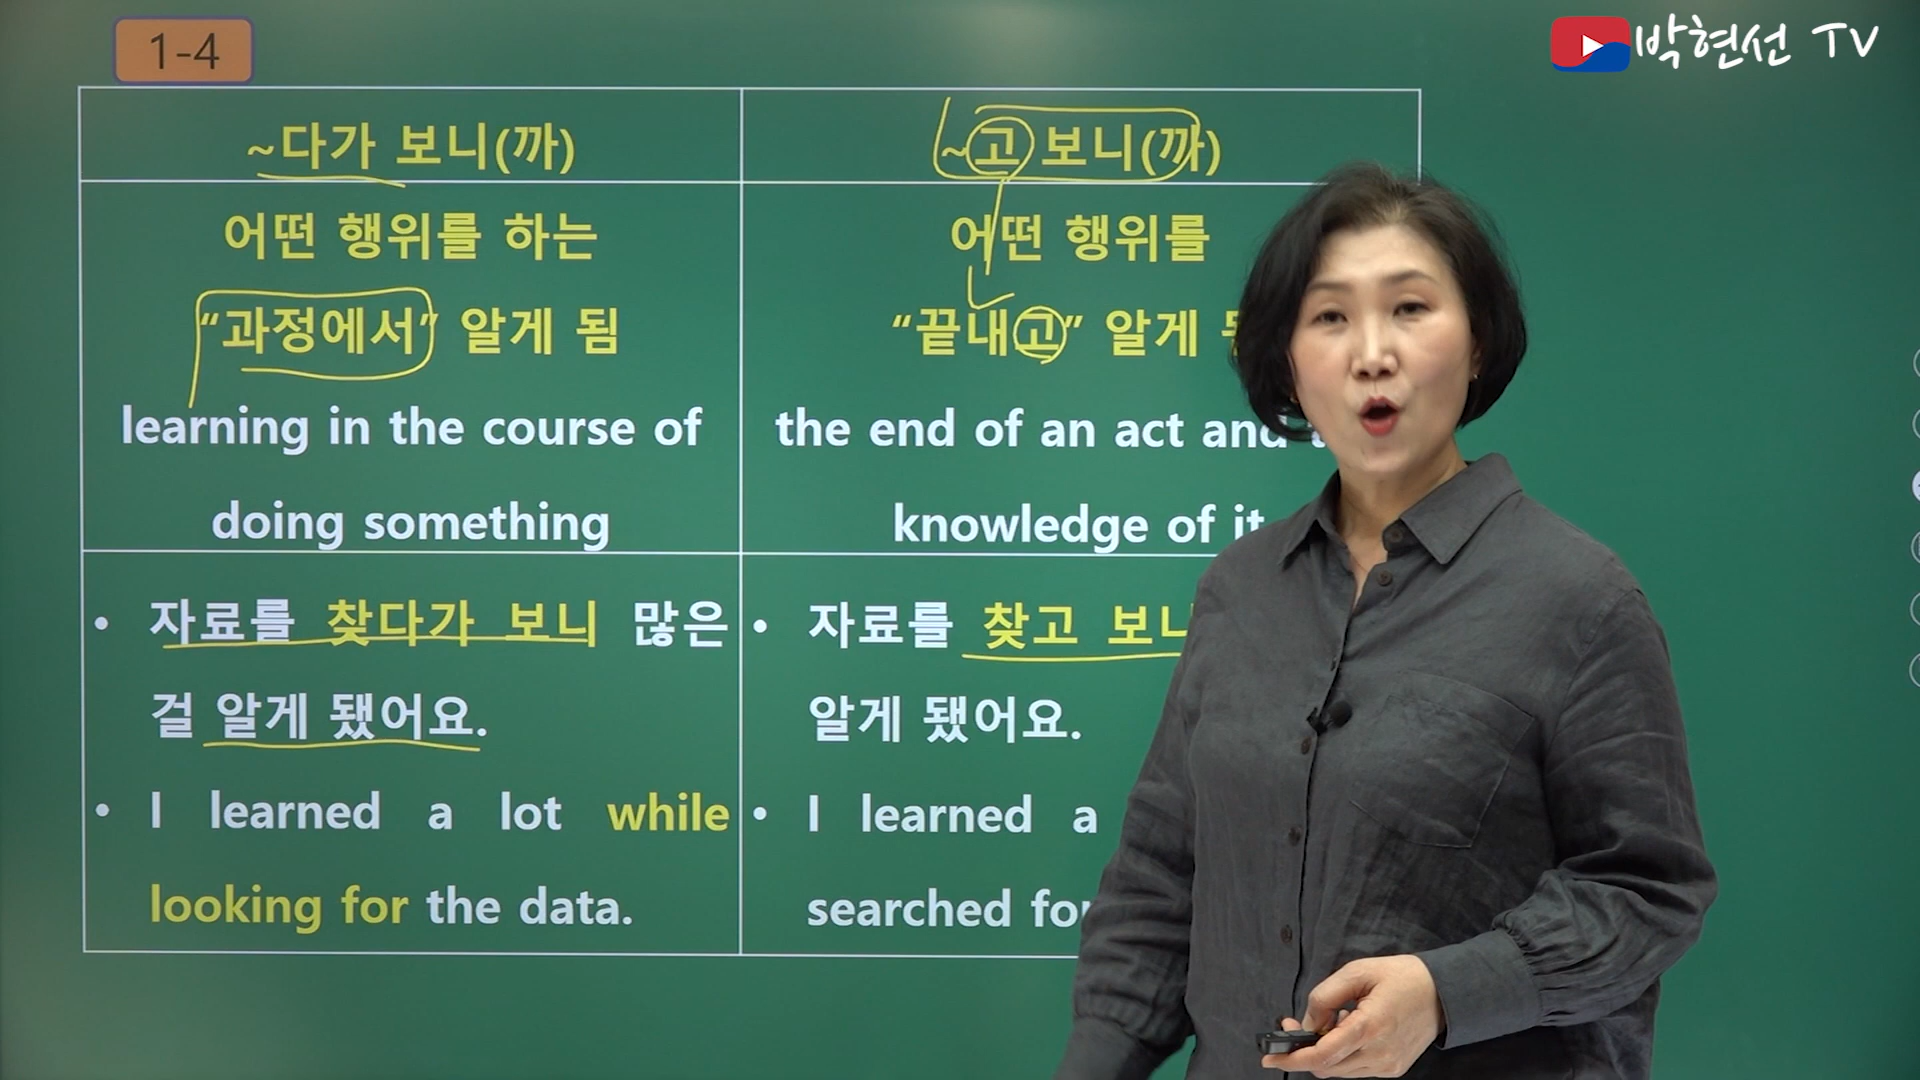 1-4
박현선 TV
~다가 보니(까)
어떤 행위를 하는
“과정에서” 알게 됨
learning in the course of
doing something
• 자료를 찾다가 보니 많은
걸 알게 됐어요.
• I learned a lot while
looking for the data.
~고 보니(까)
어떤 행위를
“끝내고” 알게
the end of an act and
knowledge of it
• 자료를 찾고 보니
알게 됐어요.
• I learned a
searched for